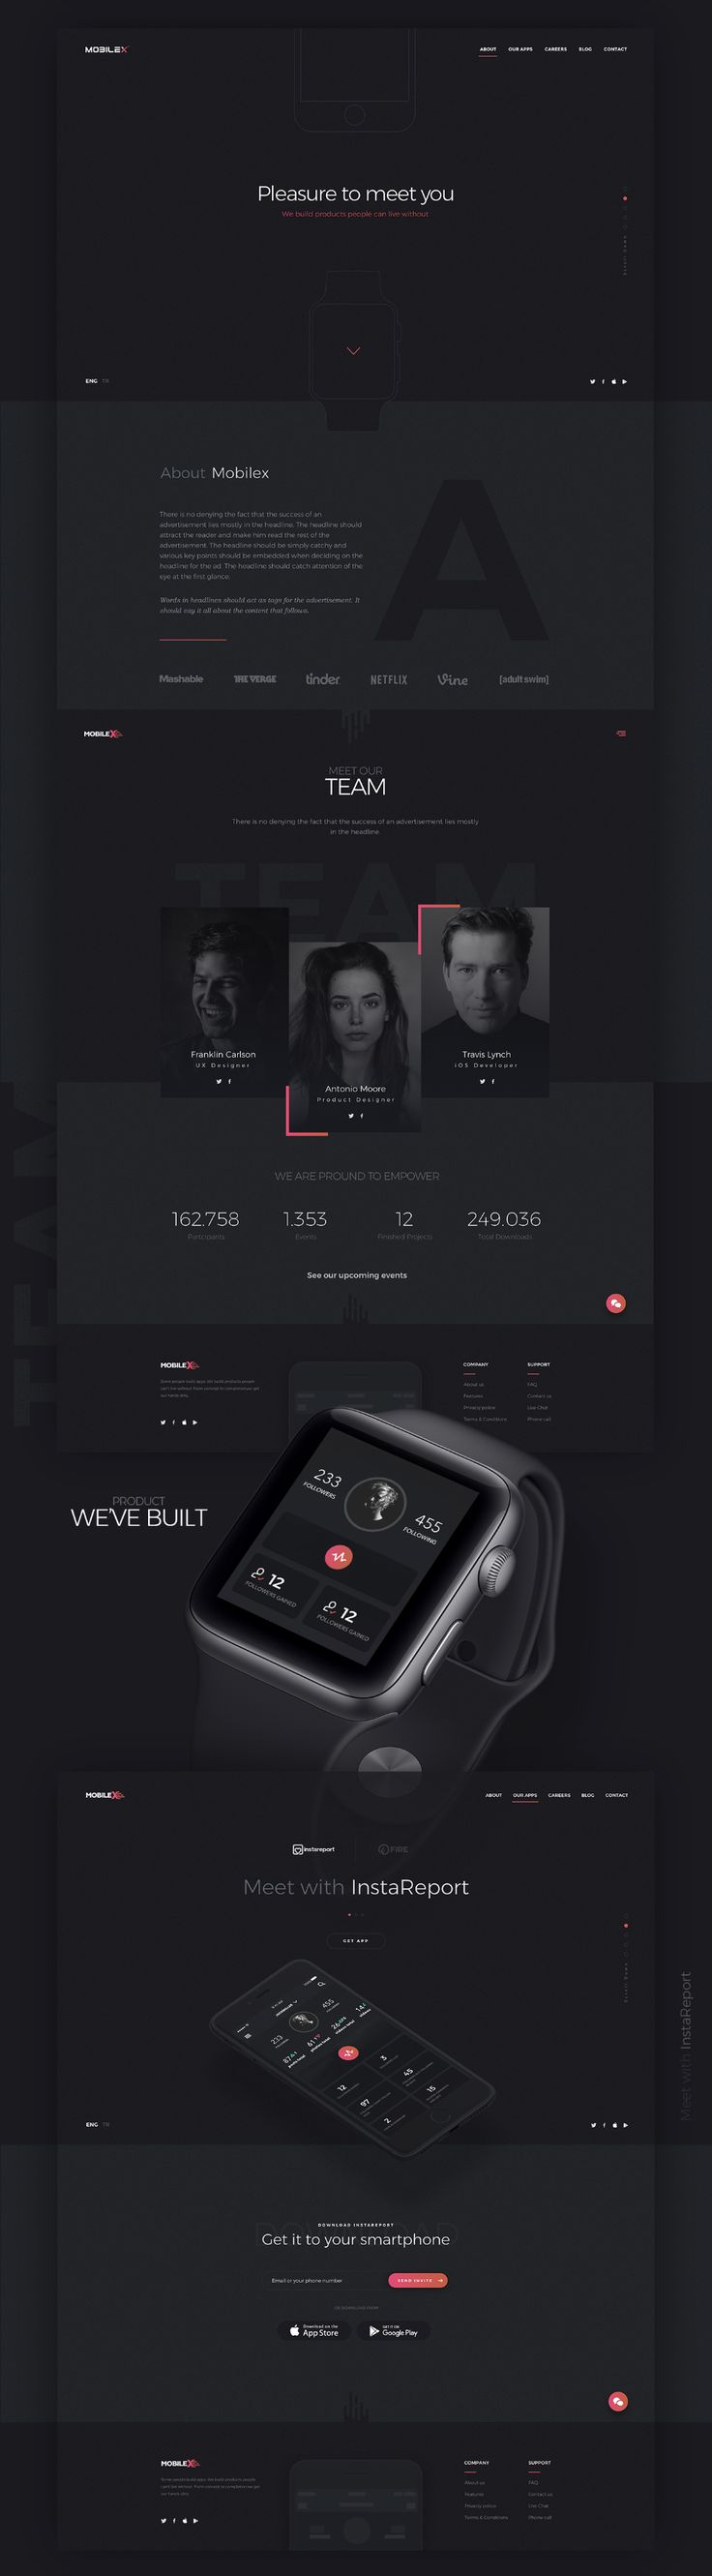 MOBILEX
ABOUT OUR APPS CAREERS BLOG CONTACT
Pleasure to meet you
We build products people can live without
Scroll Down
ENG TR
About Mobilex
There is no denying the fact that the success of an
advertisement lies mostly in the headline. The headline should
attract the reader and make him read the rest of the
advertisement. The headline should be simply catchy and
various key points should be embedded when deciding on the
headline for the ad. The headline should catch attention of the
eye at the first glance.
Words in headlines should act as tags for the advertisement. It
should say it all about the content that follows.
A
Mashable THE VERGE tinder NETFLIX Vine [adult swim]
MOBILEX
MEET OUR
TEAM
There is no denying the fact that the success of an advertisement lies mostly
in the headline.
TEAM
Franklin Carlson
UX Designer
Antonio Moore
Product Designer
Travis Lynch
iOS Developer
TEAM
WE ARE PROUND TO EMPOWER
162.758 1.353 12 249.036
Participants Events Finished Projects Total Downloads
See our upcoming events
MOBILEX
COMPANY
About us
Features
Privacy policy
Terms & Conditions
SUPPORT
FAQ
Contact us
Live Chat
Phone call
PRODUCT
WE'VE BUILT
233
FOLLOWERS
455
FOLLOWING
12
FOLLOWERS GAINED
12
FOLLOWERS GAINED
MOBILEX
ABOUT OUR APPS CAREERS BLOG CONTACT
instareport FIRE
Meet with InstaReport
GET APP
Scroll Down
Meet with InstaReport
233
455
12
3
45
97
15
2
ENG TR
DOWNLOAD
DOWNLOAD INSTAREPORT
Get it to your smartphone
Email or your phone number
SEND INVITE
Download on the
App Store
GET IT ON
Google Play
MOBILEX
COMPANY
About us
Features
Privacy policy
Terms & Conditions
SUPPORT
FAQ
Contact us
Live Chat
Phone call